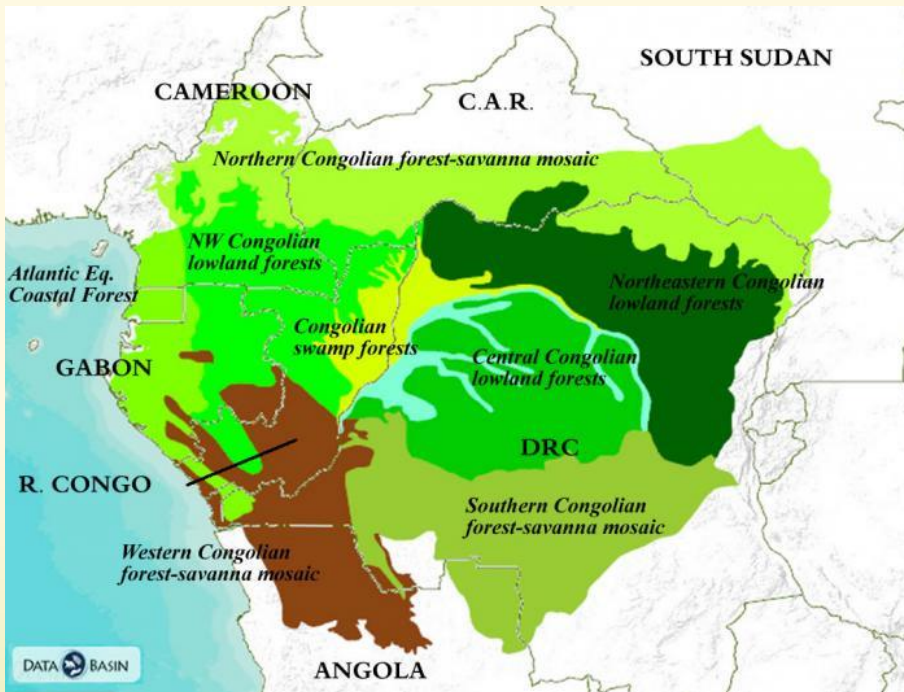 SOUTH SUDAN
CAMEROON
C.A.R.
Northern Congolian forest-savanna mosaic
NW Congolian
lowland forests
Atlantic Eq.
Coastal Forest
Northeastern Congolian
lowland forests
Congolian
swamp forests
Central Congolian
lowland forests
GABON
DRC
R. CONGO
Southern Congolian
forest-savanna mosaic
Western Congolian
forest-savanna mosaic
ANGOLA
DATA BASIN